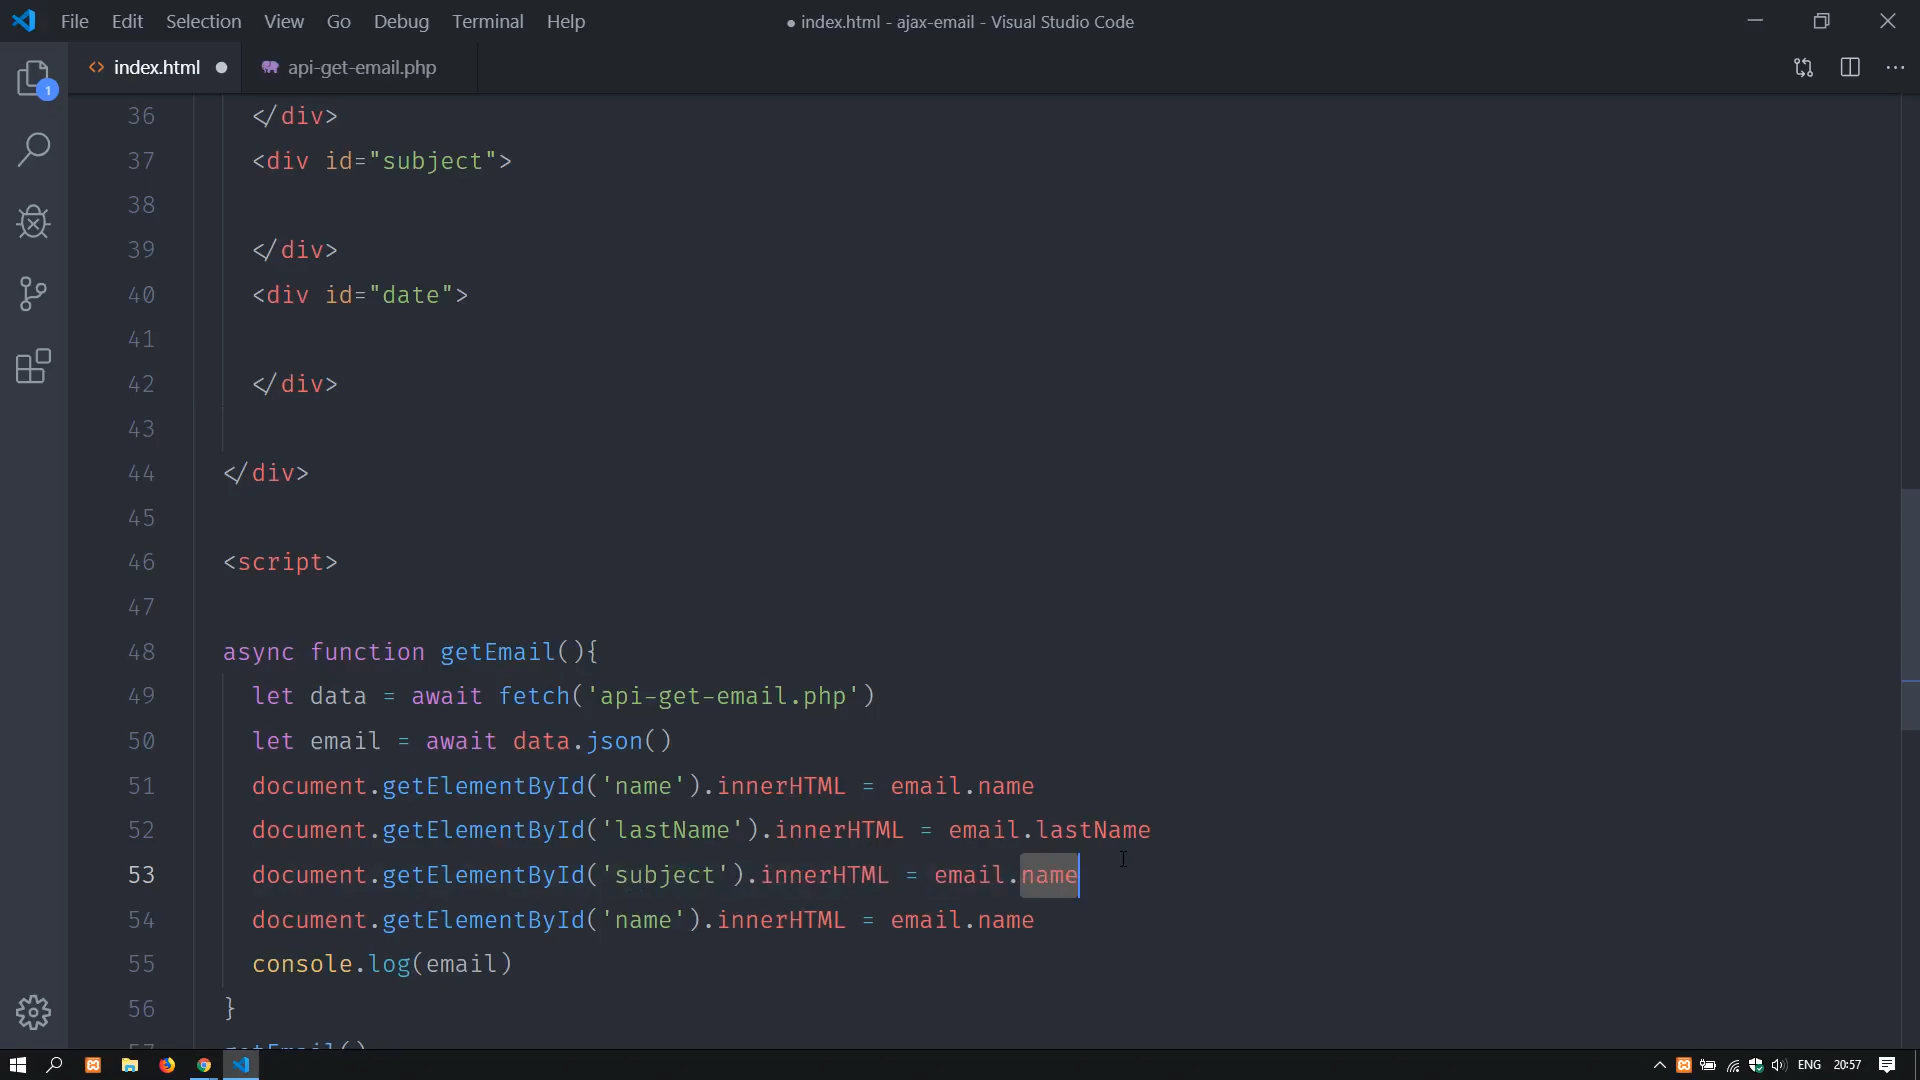 File Edit Selection View Go Debug Terminal Help
● index.html - ajax-email - Visual Studio Code
<> index.html ●
api-get-email.php
1
36 </div>
37 <div id="subject">
38
39 </div>
40 <div id="date">
41
42 </div>
43
44 </div>
45
46 <script>
47
48 async function getEmail(){
49 let data = await fetch('api-get-email.php')
50 let email = await data.json()
51 document.getElementById('name').innerHTML = email.name
52 document.getElementById('lastName').innerHTML = email.lastName
53 document.getElementById('subject').innerHTML = email.name
54 document.getElementById('name').innerHTML = email.name
55 console.log(email)
56 }
57 getEmail()
ENG 20:57